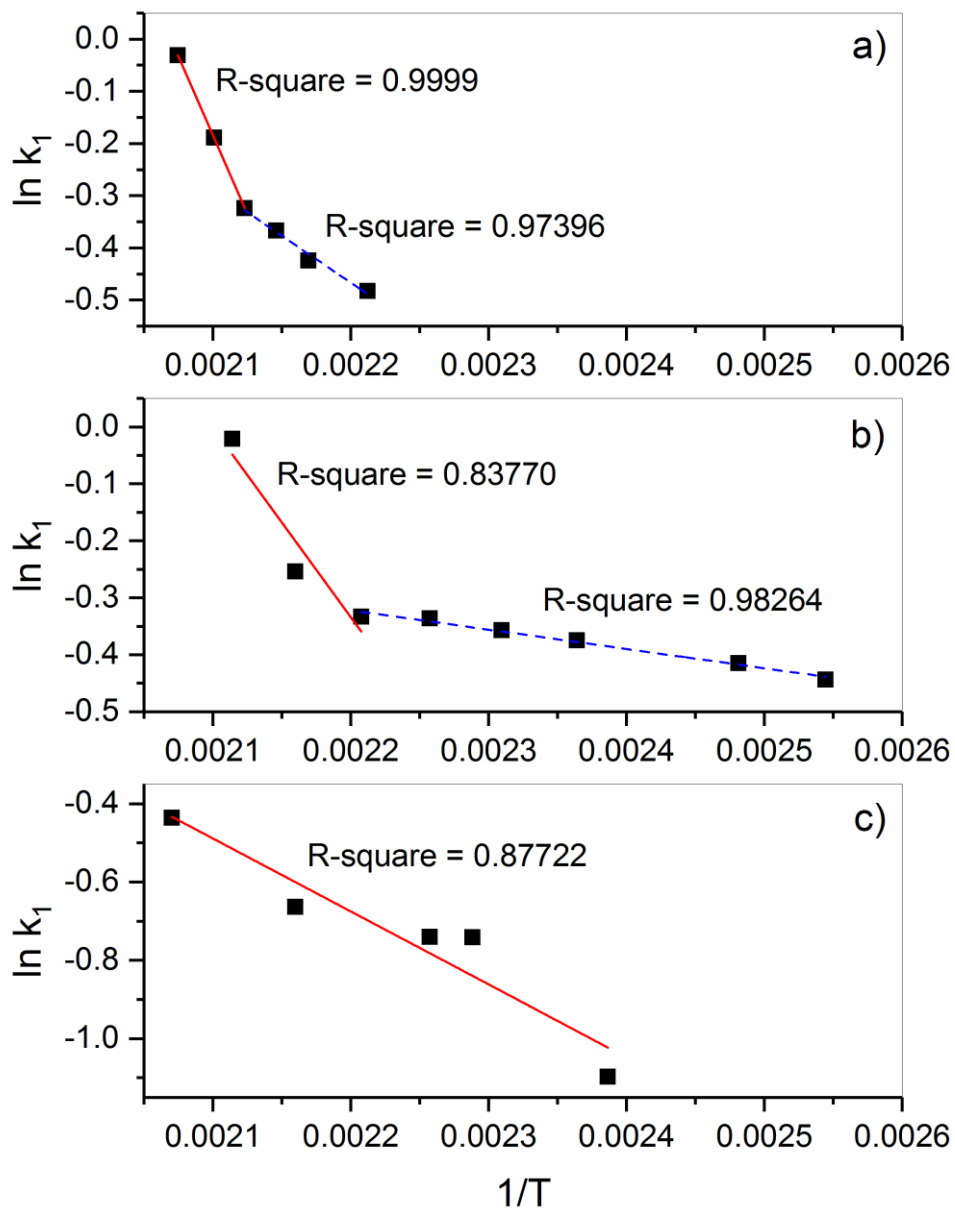 a)
0.0
-0.1
-0.2
-0.3
-0.4
-0.5
ln k1
R-square = 0.9999
R-square = 0.97396
0.0021 0.0022 0.0023 0.0024 0.0025 0.0026
b)
0.0
-0.1
-0.2
-0.3
-0.4
-0.5
ln k1
R-square = 0.83770
R-square = 0.98264
0.0021 0.0022 0.0023 0.0024 0.0025 0.0026
c)
-0.4
-0.6
-0.8
-1.0
ln k1
R-square = 0.87722
0.0021 0.0022 0.0023 0.0024 0.0025 0.0026
1/T